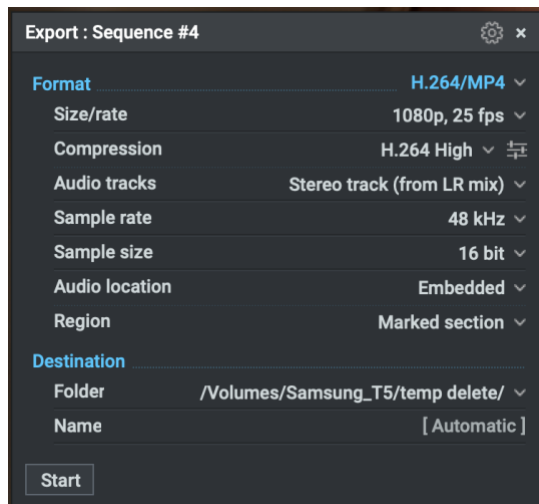 Export : Sequence #4 ×
Format H.264/MP4
Size/rate 1080p, 25 fps
Compression H.264 High
Audio tracks Stereo track (from LR mix)
Sample rate 48 kHz
Sample size 16 bit
Audio location Embedded
Region Marked section
Destination
Folder /Volumes/Samsung_T5/temp delete/
Name [ Automatic ]
Start